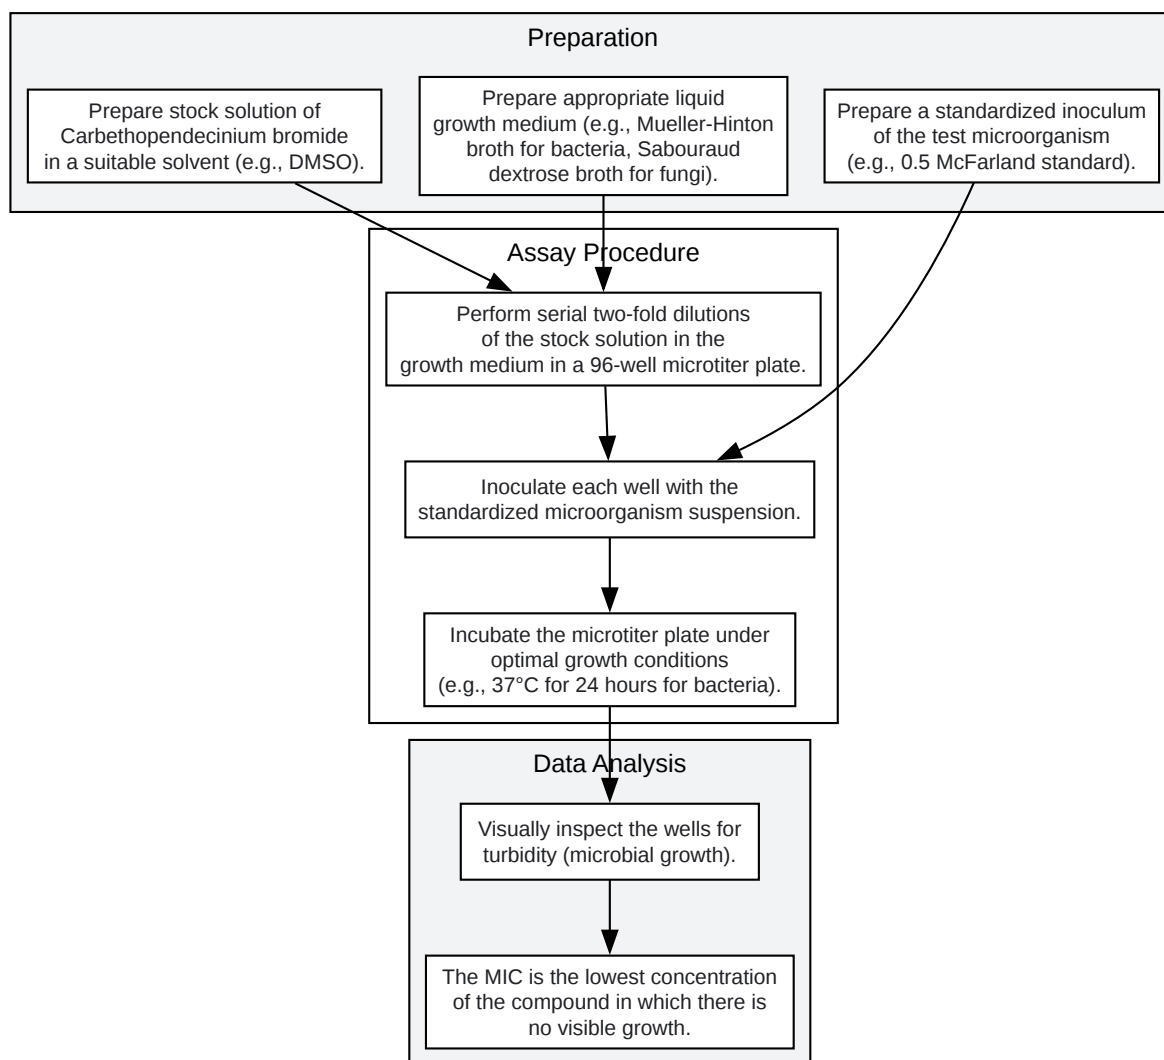 Preparation
Prepare stock solution of
Carbethopendecinium bromide
in a suitable solvent (e.g., DMSO).
Prepare appropriate liquid
growth medium (e.g., Mueller-Hinton
broth for bacteria, Sabouraud
dextrose broth for fungi).
Prepare a standardized inoculum
of the test microorganism
(e.g., 0.5 McFarland standard).
Assay Procedure
Perform serial two-fold dilutions
of the stock solution in the
growth medium in a 96-well microtiter plate.
Inoculate each well with the
standardized microorganism suspension.
Incubate the microtiter plate under
optimal growth conditions
(e.g., 37°C for 24 hours for bacteria).
Data Analysis
Visually inspect the wells for
turbidity (microbial growth).
The MIC is the lowest concentration
of the compound in which there is
no visible growth.